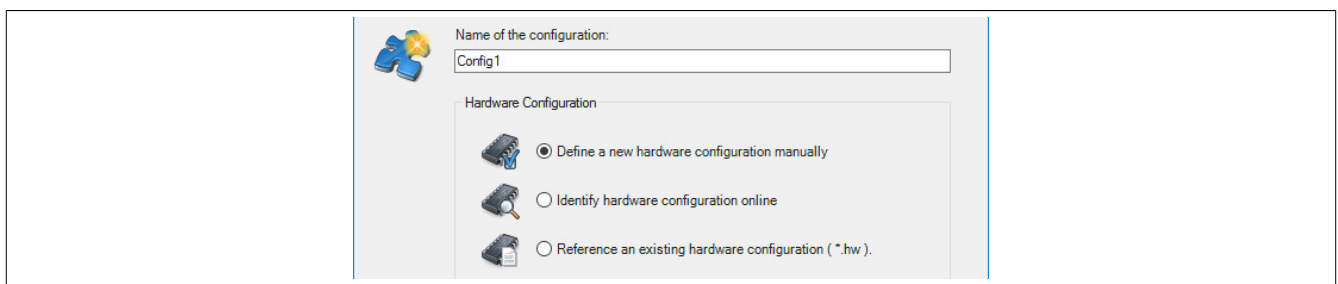 Name of the configuration:
Config1
Hardware Configuration
Define a new hardware configuration manually
Identify hardware configuration online
Reference an existing hardware configuration ( *.hw ).